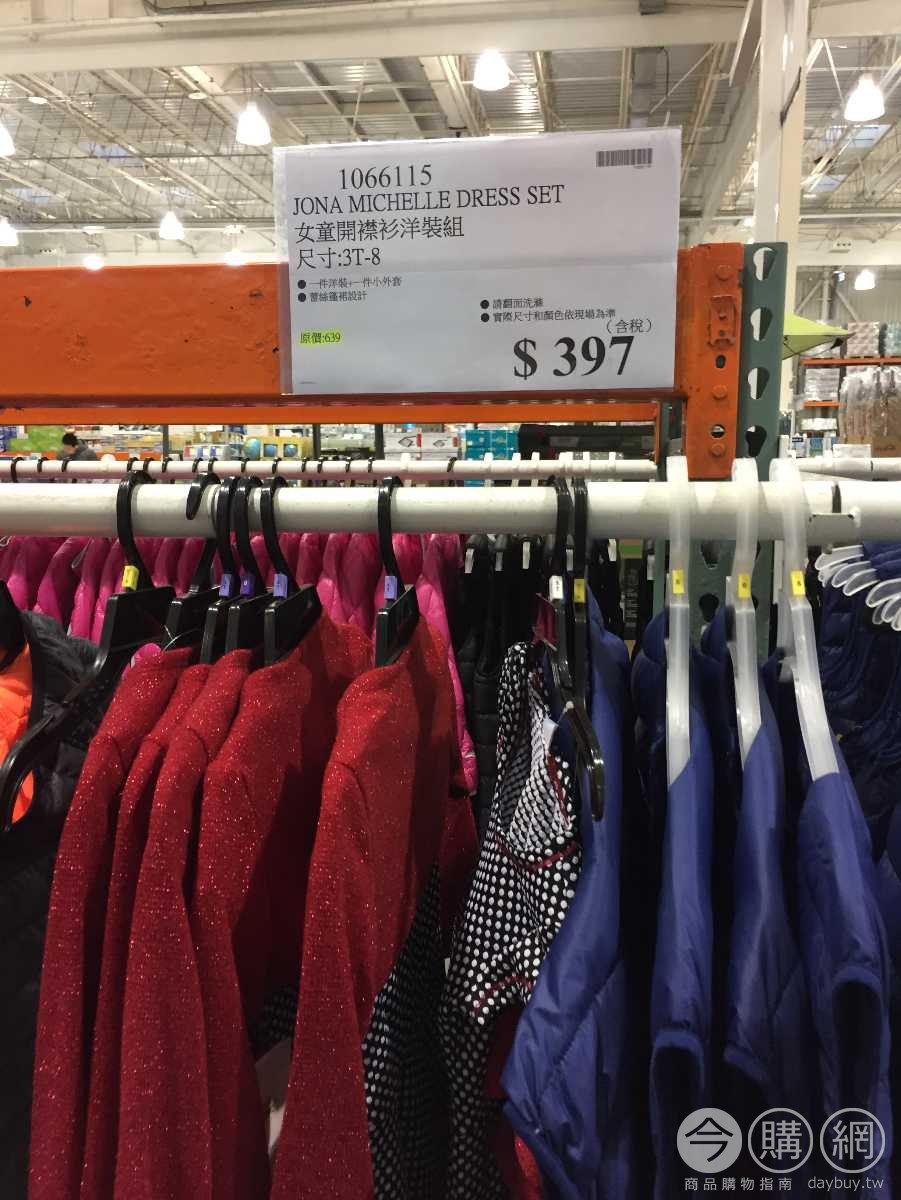 1066115
JONA MICHELLE DRESS SET
女童開襟衫洋裝組
尺寸:3T-8
● 一件洋裝+一件小外套
● 蕾絲篷裙設計
● 請翻面洗滌
● 實際尺寸和顏色依現場為準
(含稅)
原價:639
$ 397
今購網
商品購物指南 daybuy.tw